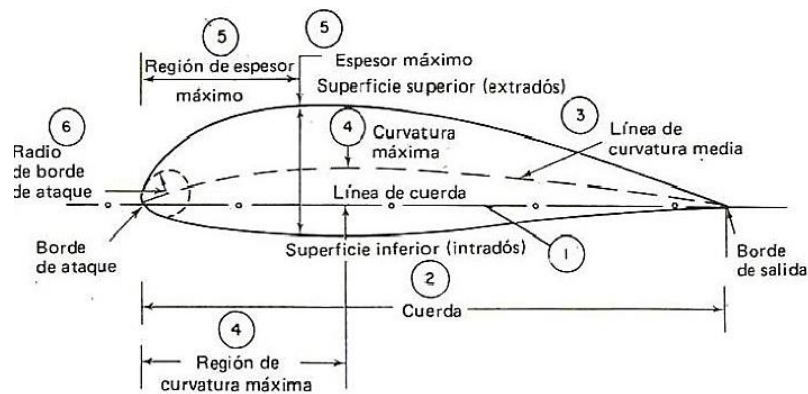 5
5
Región de espesor
máximo
Espesor máximo
Superficie superior (extradós)
6
Radio
de borde
de ataque
4
Curvatura
máxima
3
Línea de
curvatura media
Línea de cuerda
Borde
de ataque
Superficie inferior (intradós)
1
Borde
de salida
2
Cuerda
4
Región de
curvatura máxima